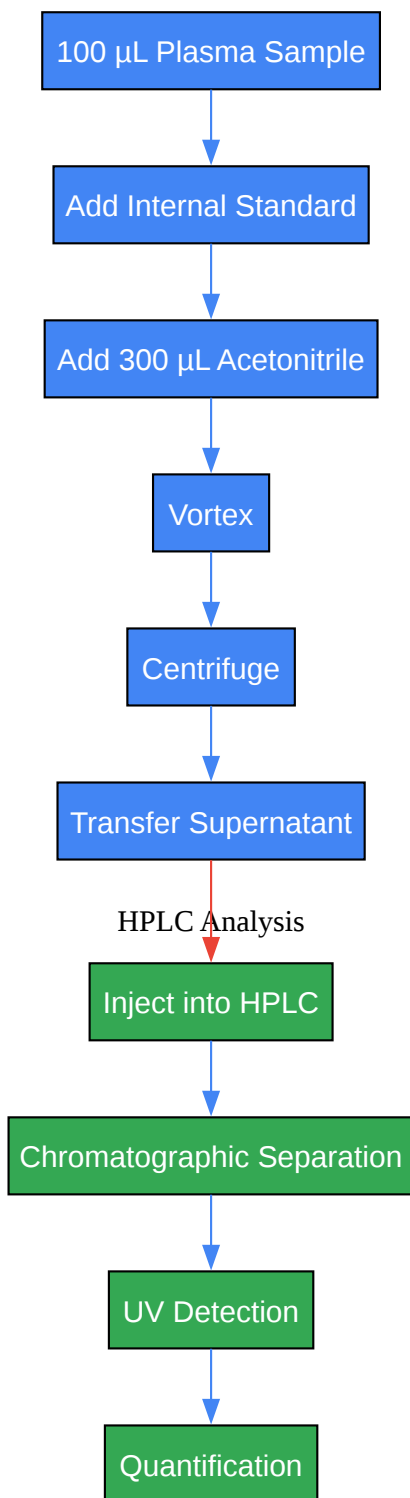 100 µL Plasma Sample
Add Internal Standard
Add 300 µL Acetonitrile
Vortex
Centrifuge
Transfer Supernatant
HPLC Analysis
Inject into HPLC
Chromatographic Separation
UV Detection
Quantification